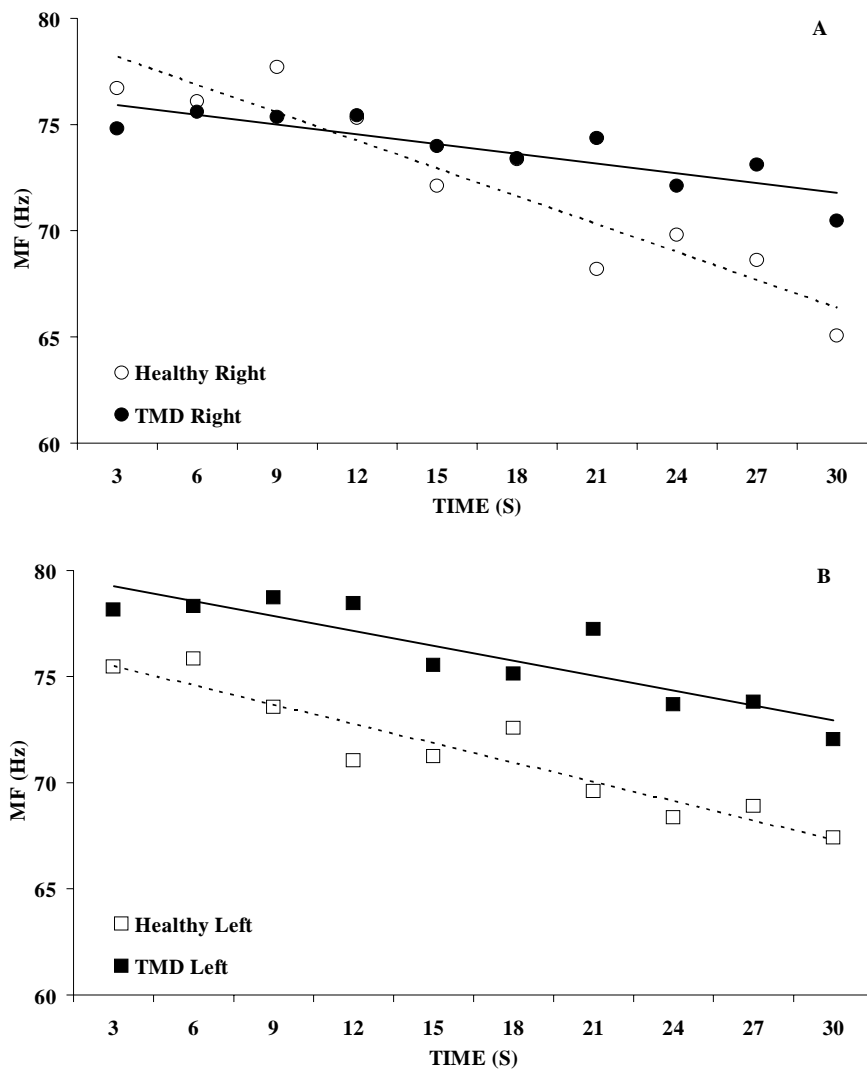 A
80
75
70
65
60
MF (Hz)
Healthy Right
TMD Right
3 6 9 12 15 18 21 24 27 30
TIME (S)
B
80
75
70
65
60
MF (Hz)
Healthy Left
TMD Left
3 6 9 12 15 18 21 24 27 30
TIME (S)